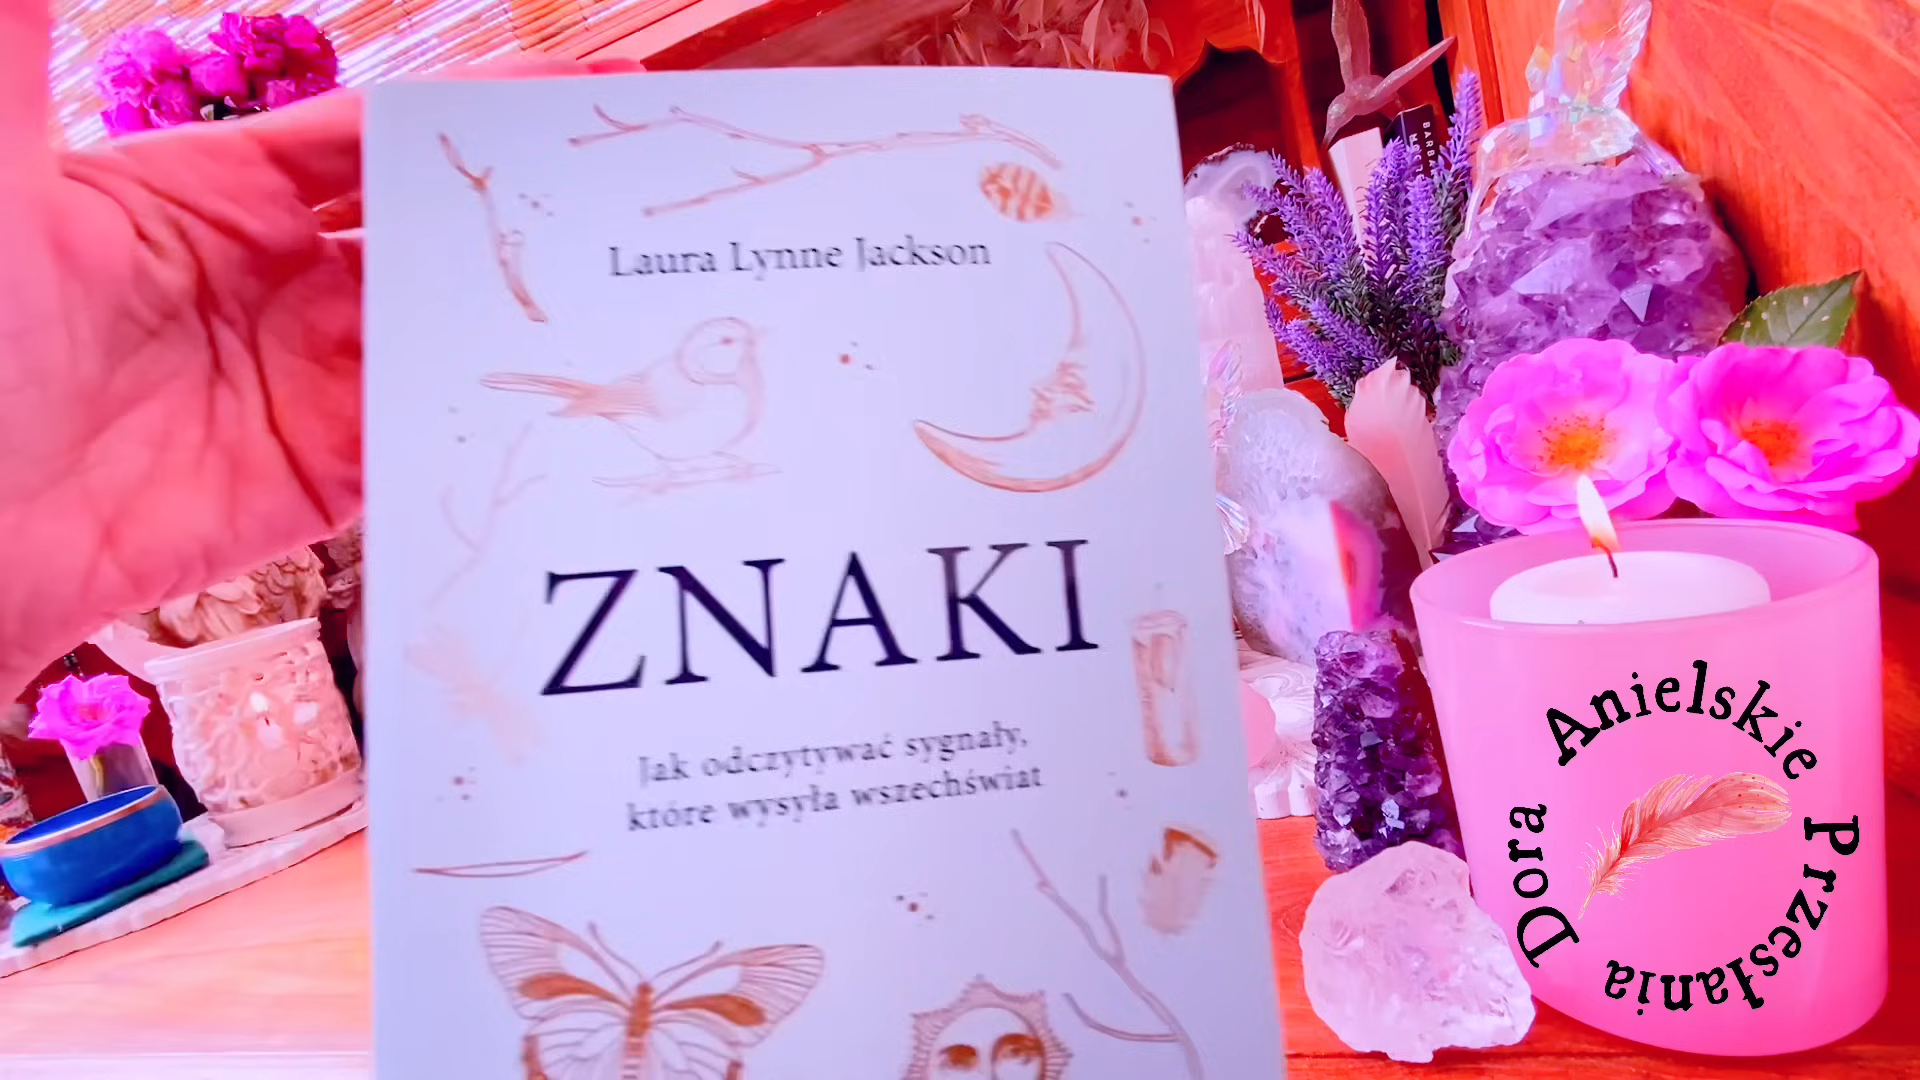 Laura Lynne Jackson
ZNAKI
Jak odczytywać sygnały,
które wysyła wszechświat
Anielskie Przesłania Dora